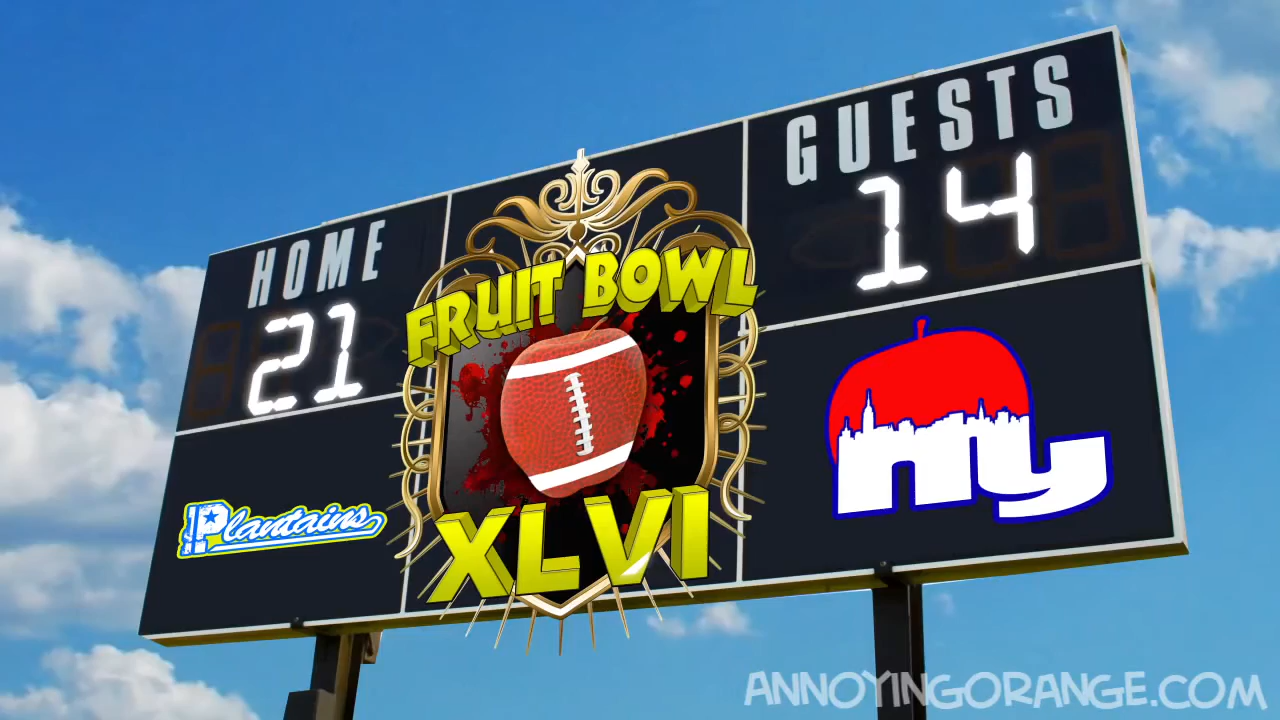 HOME
21
GUESTS
14
FRUIT BOWL
XLVI
Plantains
ny
ANNOYINGORANGE.COM